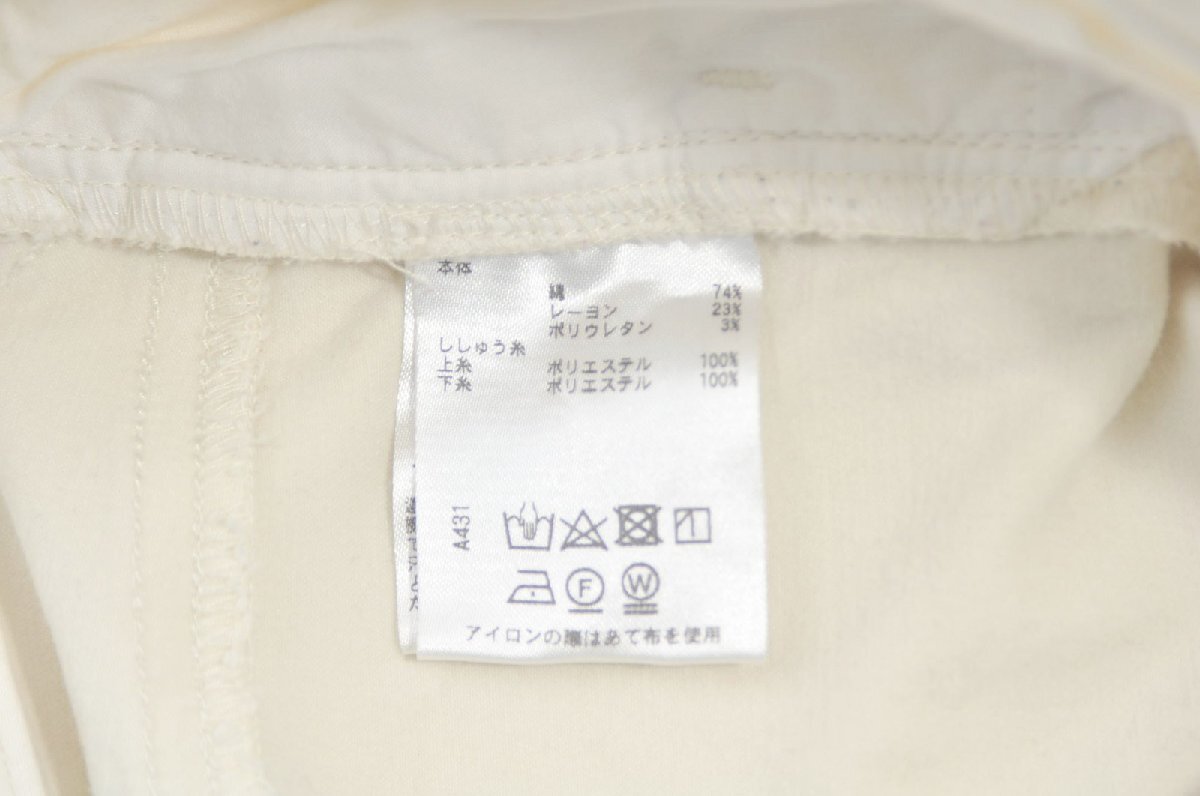 本体
綿 74%
レーヨン 23%
ポリウレタン 3%
ししゅう糸
上糸 ポリエステル 100%
下糸 ポリエステル 100%
A431
F W
アイロンの際はあて布を使用